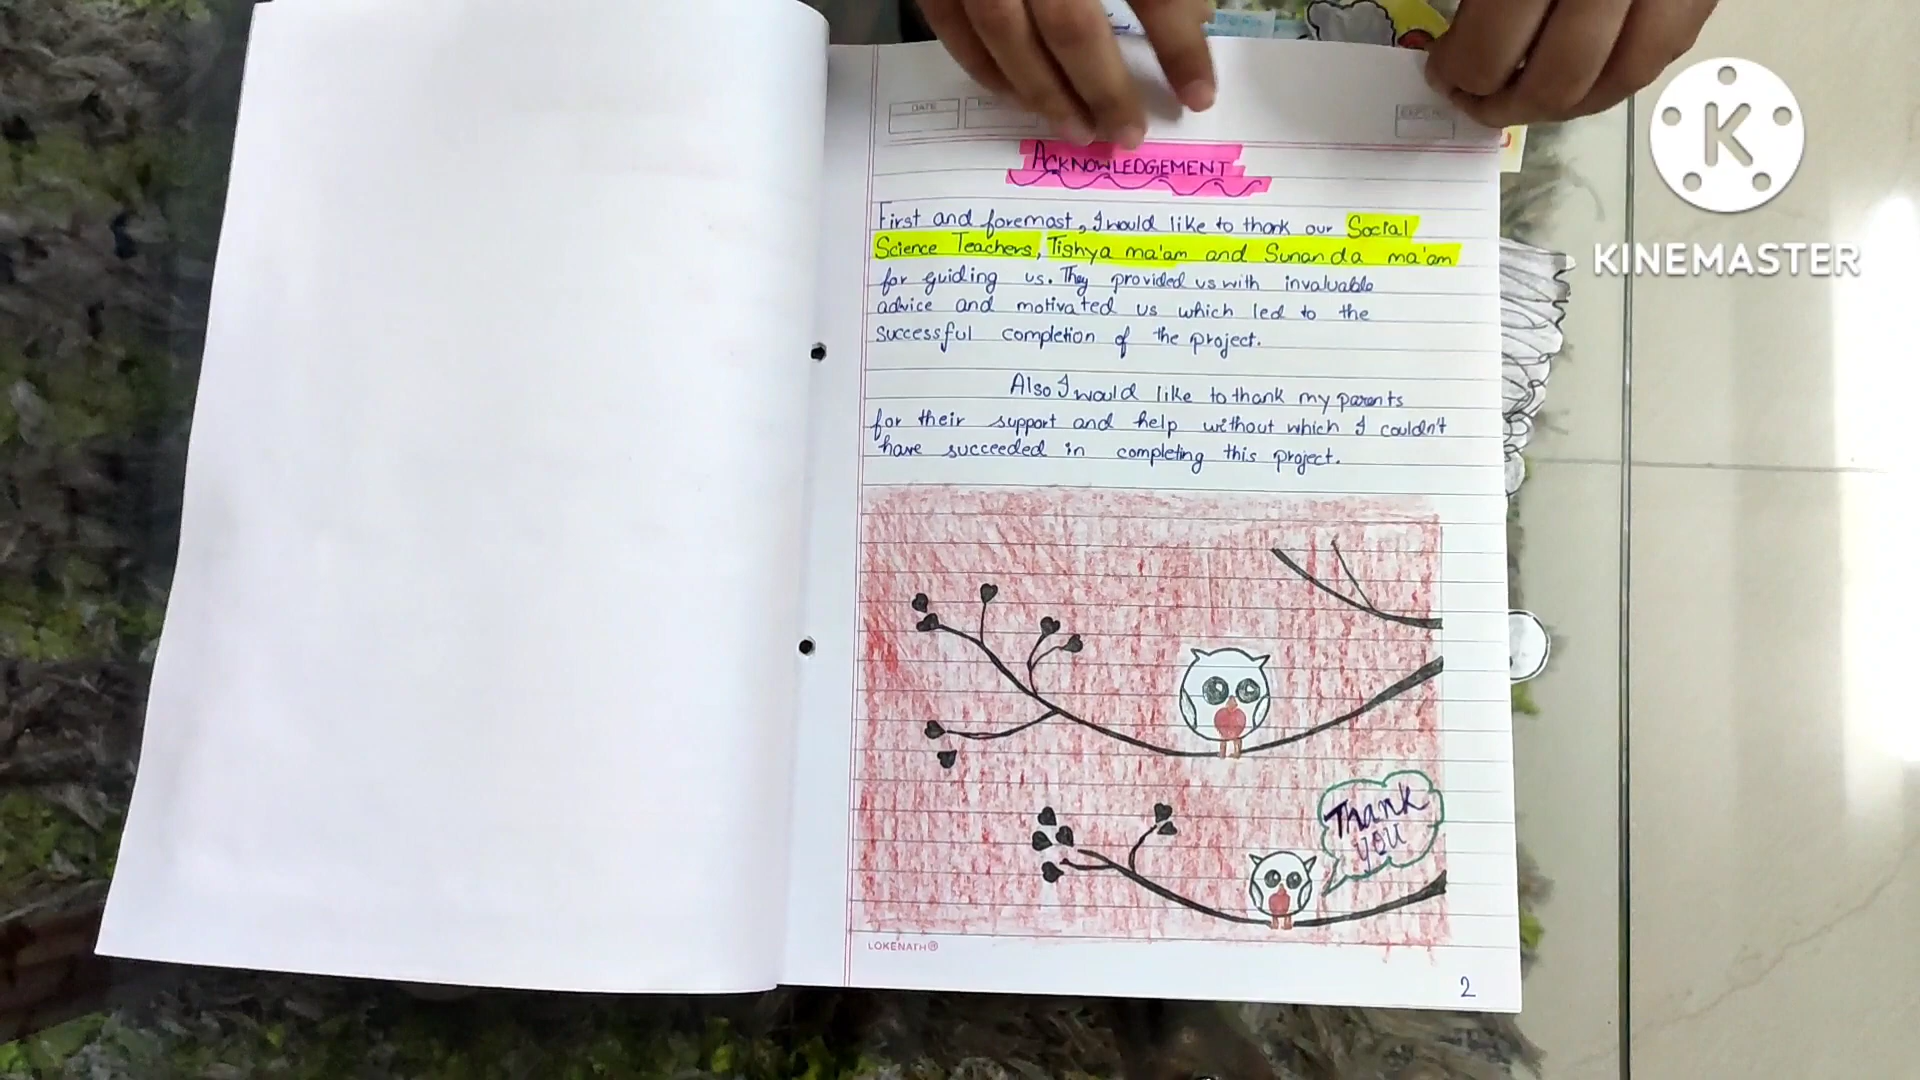 DATE
ACKNOWLEDGEMENT
First and foremost, I would like to thank our Social
Science Teachers, Tishya ma'am and Sunanda ma'am
for guiding us. They provided us with invaluable
advice and motivated us which led to the
successful completion of the project.
Also I would like to thank my parents
for their support and help without which I couldn't
have succeeded in completing this project.
Thank
you
LOKENATH
2
K
KINEMASTER